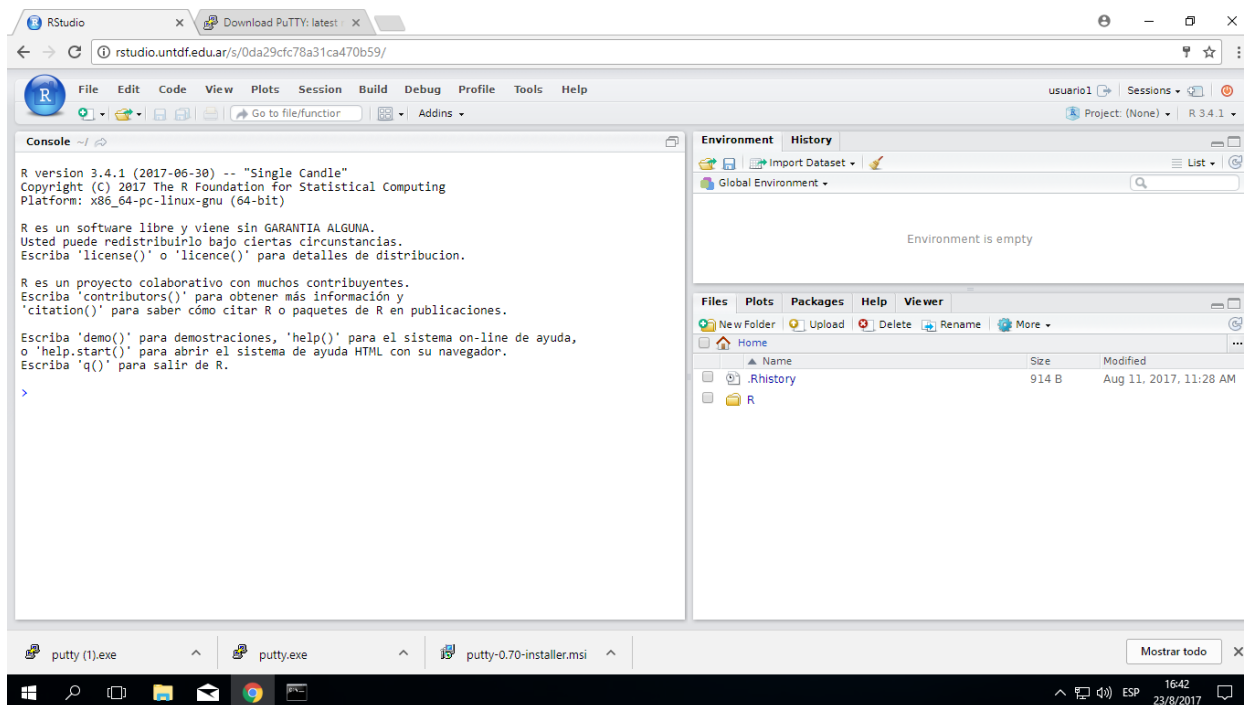 RStudio
Download PuTTY: latest
rstudio.untdf.edu.ar/s/0da29cfc78a31ca470b59/
R
File Edit Code View Plots Session Build Debug Profile Tools Help
usuario1 Sessions
Go to file/function Addins
Project: (None) R 3.4.1
Console ~/
R version 3.4.1 (2017-06-30) -- "Single Candle"
Copyright (C) 2017 The R Foundation for Statistical Computing
Platform: x86_64-pc-linux-gnu (64-bit)
R es un software libre y viene sin GARANTIA ALGUNA.
Usted puede redistribuirlo bajo ciertas circunstancias.
Escriba 'license()' o 'licence()' para detalles de distribucion.
R es un proyecto colaborativo con muchos contribuyentes.
Escriba 'contributors()' para obtener más información y
'citation()' para saber cómo citar R o paquetes de R en publicaciones.
Escriba 'demo()' para demostraciones, 'help()' para el sistema on-line de ayuda,
o 'help.start()' para abrir el sistema de ayuda HTML con su navegador.
Escriba 'q()' para salir de R.
>
Environment History
Import Dataset List
Global Environment
Environment is empty
Files Plots Packages Help Viewer
New Folder Upload Delete Rename More
Home ...
Name Size Modified
.Rhistory 914 B Aug 11, 2017, 11:28 AM
R
putty (1).exe
putty.exe
putty-0.70-installer.msi
Mostrar todo
ESP
16:42
23/8/2017